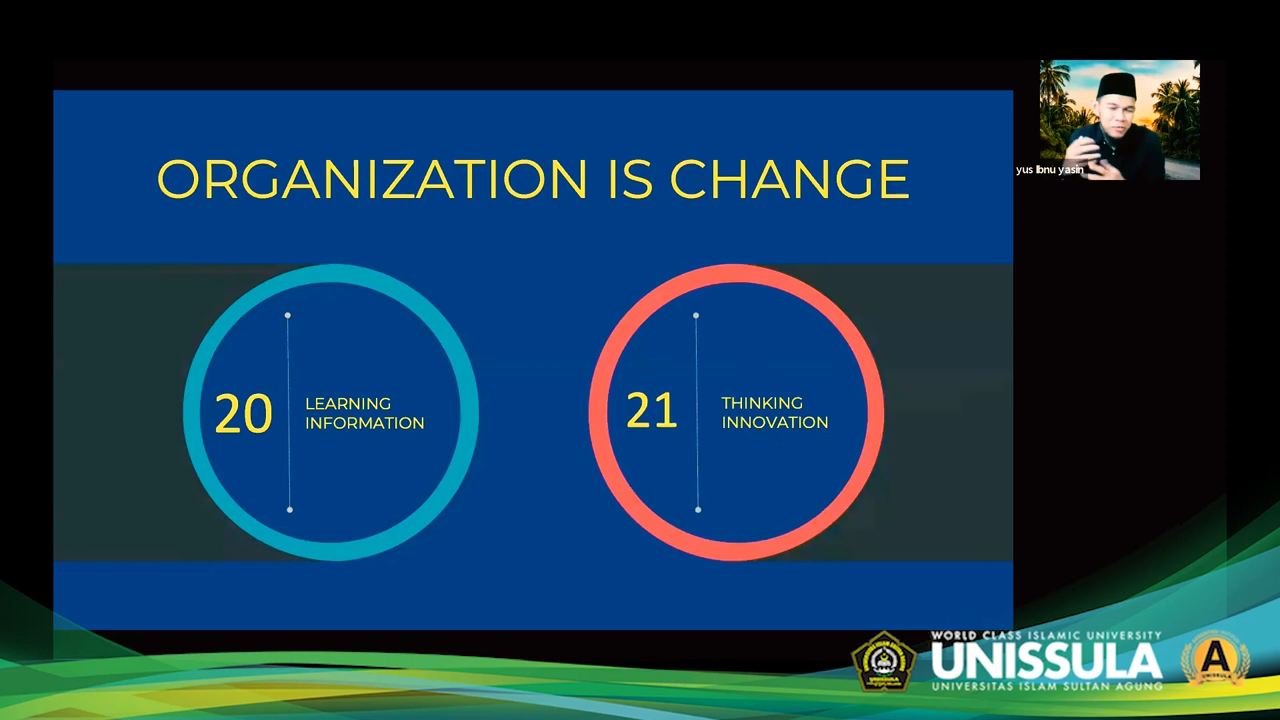 ORGANIZATION IS CHANGE
yus Ibnu yasin
20
LEARNING
INFORMATION
21
THINKING
INNOVATION
WORLD CLASS ISLAMIC UNIVERSITY
UNISSULA
UNIVERSITAS ISLAM SULTAN AGUNG
A
UNISSULA